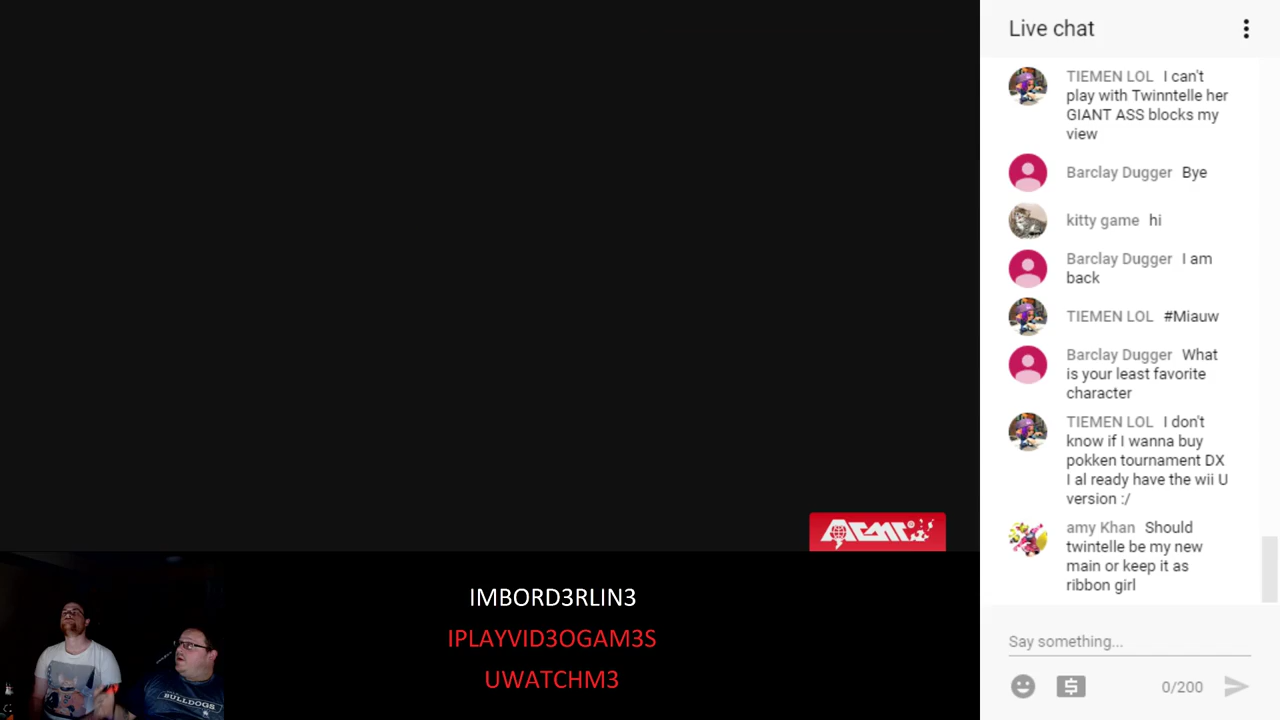 Live chat
TIEMEN LOL I can't
play with Twinntelle her
GIANT ASS blocks my
view
Barclay Dugger Bye
kitty game hi
Barclay Dugger I am
back
TIEMEN LOL #Miauw
Barclay Dugger What
is your least favorite
character
TIEMEN LOL I don't
know if I wanna buy
pokken tournament DX
I al ready have the wii U
version :/
amy Khan Should
twintelle be my new
main or keep it as
ribbon girl
Say something...
0/200
IMBORD3RLIN3
IPLAYVID3OGAM3S
UWATCHM3
BULLDOGS